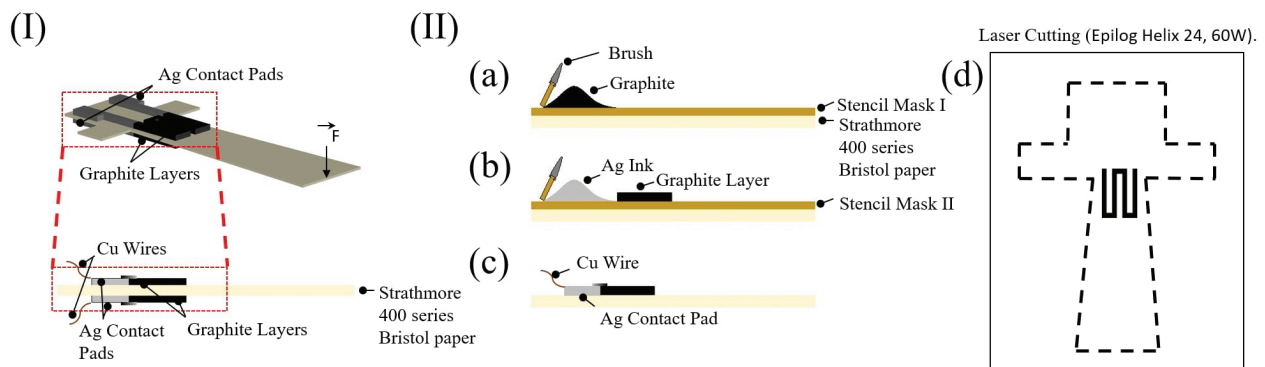 (I)
Ag Contact Pads
F
Graphite Layers
Cu Wires
Ag Contact
Pads
Graphite Layers
Strathmore
400 series
Bristol paper
(II)
(a)
Brush
Graphite
Stencil Mask I
Strathmore
400 series
Bristol paper
(b)
Ag Ink
Graphite Layer
Stencil Mask II
(c)
Cu Wire
Ag Contact Pad
(d)
Laser Cutting (Epilog Helix 24, 60W).